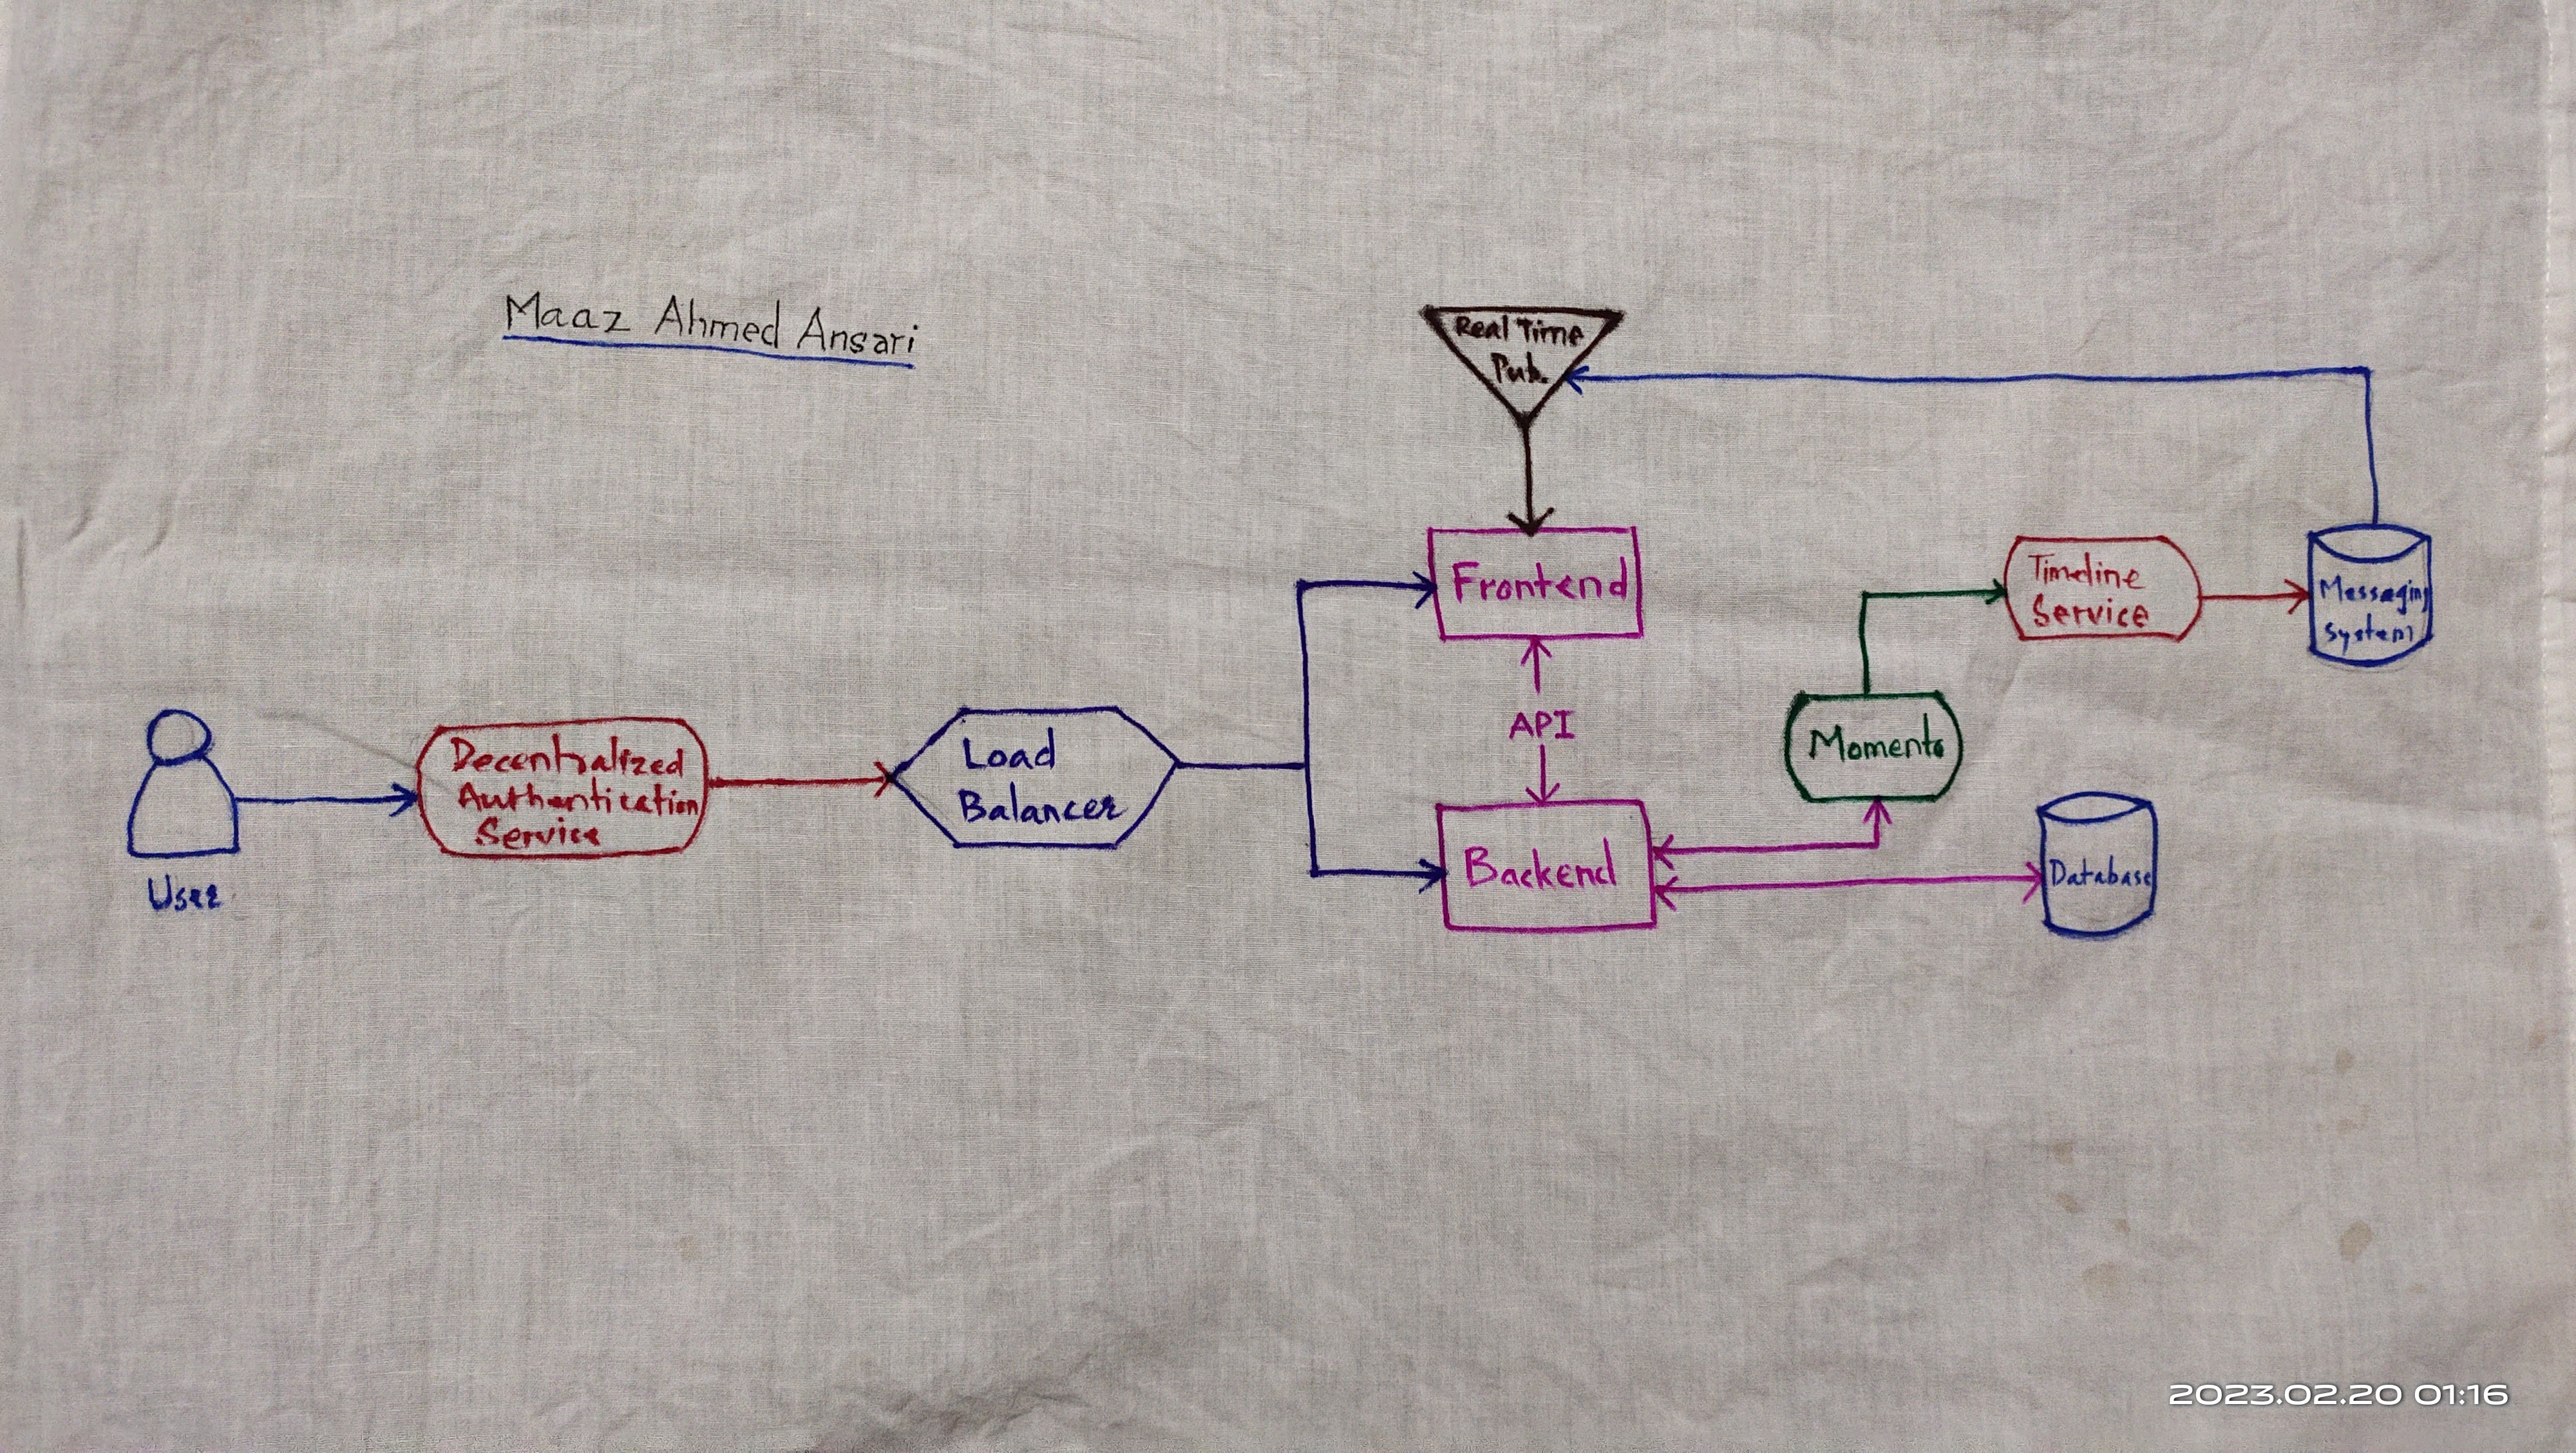 Maaz Ahmed Ansari
Real Time
Pub.
Frontend
Timeline
Service
Messaging
System
API
Decentralized
Authentication
Service
Load
Balancer
Momento
Backend
Database
User
2023.02.20 01:16